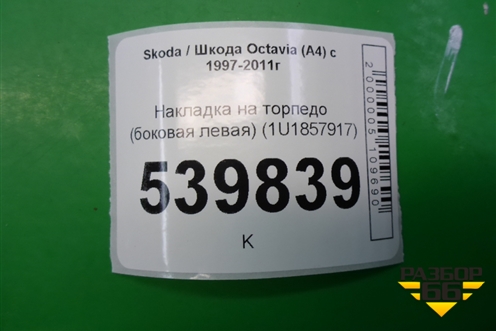 Skoda / Шкода Octavia (A4) с
1997-2011г
Накладка на торпедо
(боковая левая) (1U1857917)
539839
K
2000005109690
РАЗБОР
66